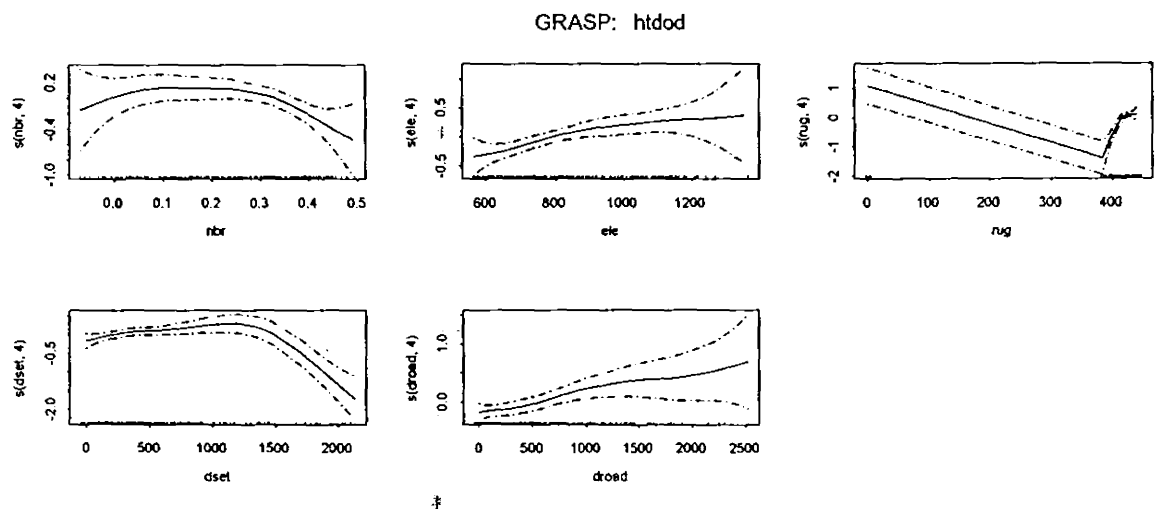 GRASP: htdod
s(nbr, 4)
0.2
-0.4
-1.0
0.0 0.1 0.2 0.3 0.4 0.5
nbr
s(ele, 4)
0.5
-0.5
600 800 1000 1200
ele
s(rug, 4)
1
0
-1
-2
0 100 200 300 400
rug
s(dset, 4)
-0.5
-2.0
0 500 1000 1500 2000
dset
s(droad, 4)
1.0
0.0
0 500 1000 1500 2000 2500
droad